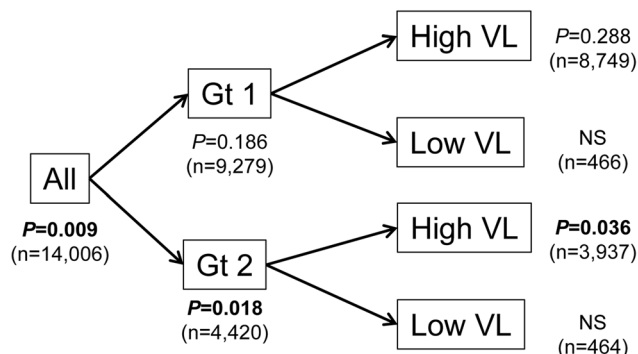 All
P=0.009
(n=14,006)
Gt 1
P=0.186
(n=9,279)
Gt 2
P=0.018
(n=4,420)
High VL
P=0.288
(n=8,749)
Low VL
NS
(n=466)
High VL
P=0.036
(n=3,937)
Low VL
NS
(n=464)